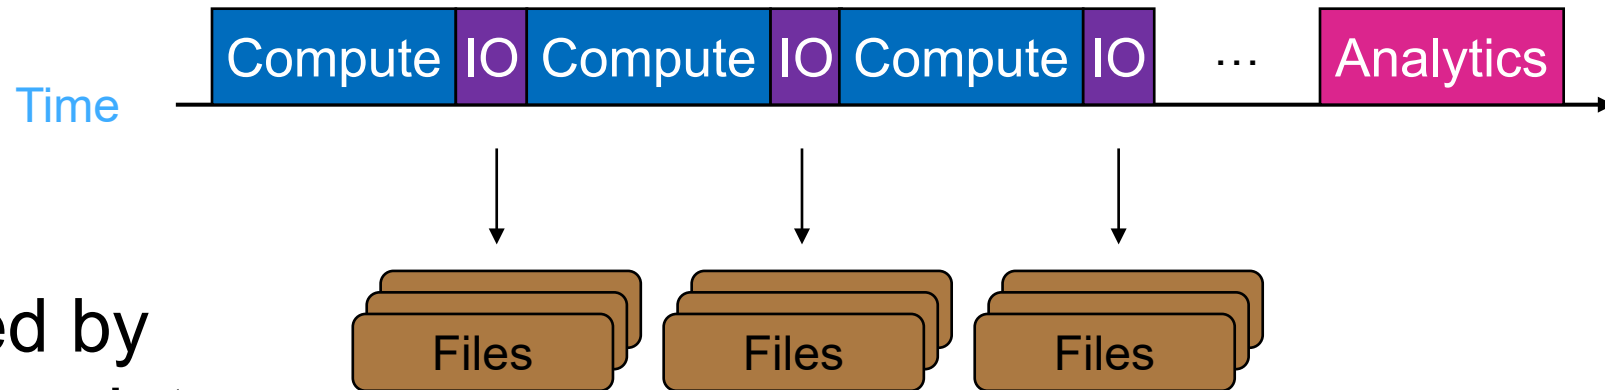 Compute IO Compute IO Compute IO ... Analytics
Time
ed by
Files Files Files